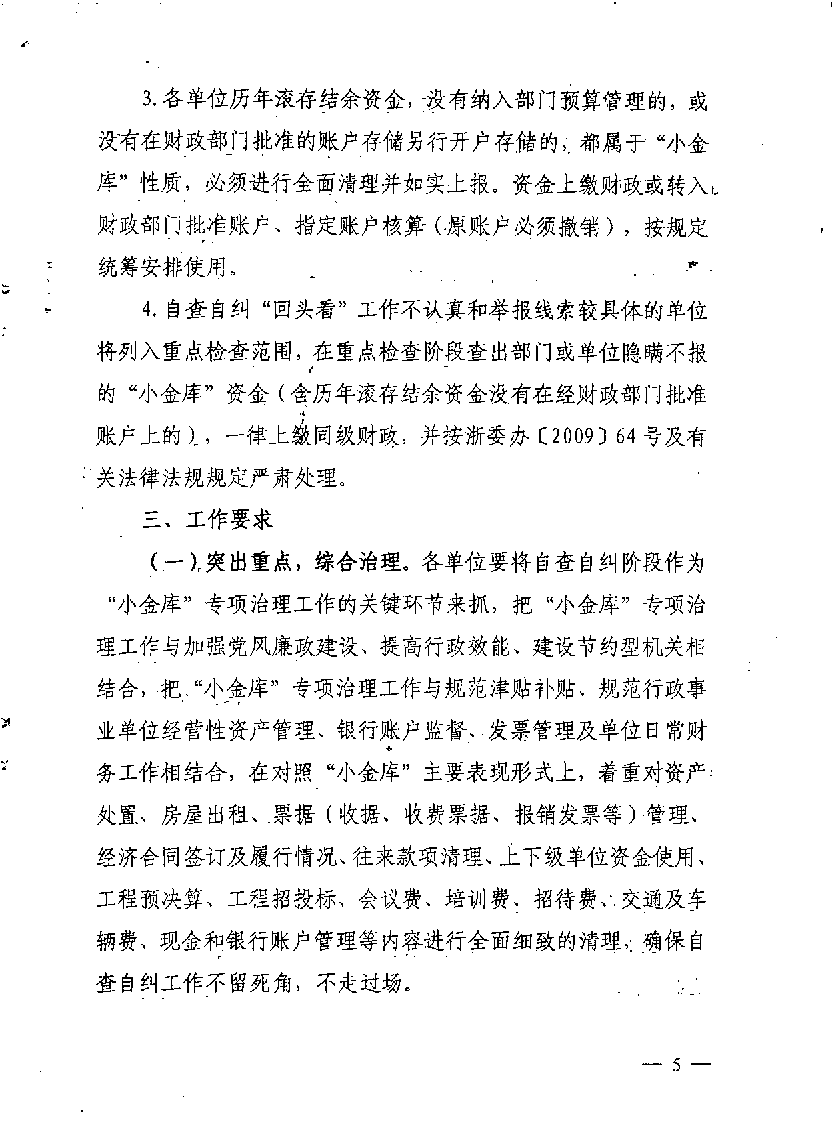 3.各单位历年滚存结余资金，没有纳入部门预算管理的，或
没有在财政部门批准的账户存储另行开户存储的，都属于“小金
库”性质，必须进行全面清理并如实上报。资金上缴财政或转入
财政部门批准账户、指定账户核算（原账户必须撤销），按规定
统筹安排使用。
4.自查自纠“回头看”工作不认真和举报线索较具体的单位
将列入重点检查范围，在重点检查阶段查出部门或单位隐瞒不报
的“小金库”资金（含历年滚存结余资金没有在经财政部门批准
账户上的），一律上缴同级财政，并按浙委办〔2009〕64号及有
关法律法规规定严肃处理。
三、工作要求
（一）突出重点，综合治理。各单位要将自查自纠阶段作为
“小金库”专项治理工作的关键环节来抓，把“小金库”专项治
理工作与加强党风廉政建设、提高行政效能、建设节约型机关相
结合，把“小金库”专项治理工作与规范津贴补贴、规范行政事
业单位经营性资产管理、银行账户监督、发票管理及单位日常财
务工作相结合，在对照“小金库”主要表现形式上，着重对资产
处置、房屋出租、票据（收据、收费票据、报销发票等）管理、
经济合同签订及履行情况、往来款项清理、上下级单位资金使用、
工程预决算、工程招投标、会议费、培训费、招待费、交通及车
辆费、现金和银行账户管理等内容进行全面细致的清理，确保自
查自纠工作不留死角，不走过场。
— 5 —